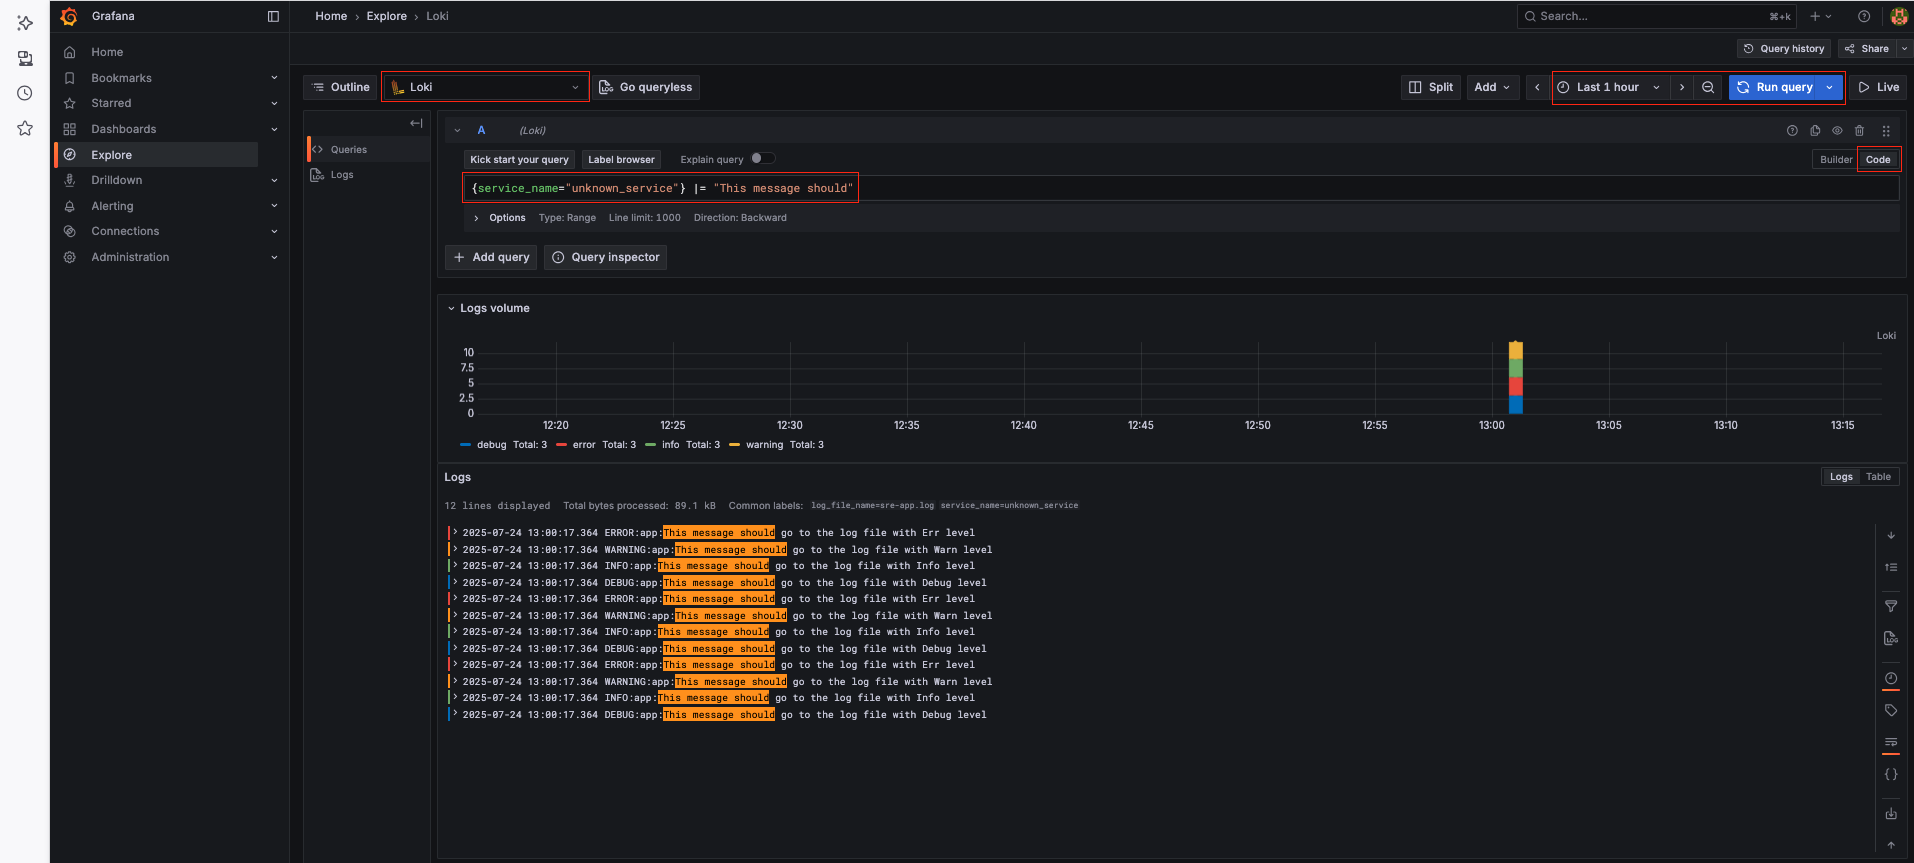 Grafana
Home › Explore › Loki
Search...
⌘+k
Home
Bookmarks
Starred
Dashboards
Explore
Drilldown
Alerting
Connections
Administration
Query history
Share
Outline
Loki
Go queryless
Split
Add
Last 1 hour
Run query
Live
Queries
Logs
A (Loki)
Kick start your query
Label browser
Explain query
Builder
Code
{service_name="unknown_service"} |= "This message should"
Options Type: Range Line limit: 1000 Direction: Backward
+ Add query
Query inspector
Logs volume
Loki
10
7.5
5
2.5
0
12:20 12:25 12:30 12:35 12:40 12:45 12:50 12:55 13:00 13:05 13:10 13:15
debug Total: 3 error Total: 3 info Total: 3 warning Total: 3
Logs
Logs Table
12 lines displayed Total bytes processed: 89.1 kB Common labels: log_file_name=sre-app.log service_name=unknown_service
2025-07-24 13:00:17.364 ERROR:app:This message should go to the log file with Err level
2025-07-24 13:00:17.364 WARNING:app:This message should go to the log file with Warn level
2025-07-24 13:00:17.364 INFO:app:This message should go to the log file with Info level
2025-07-24 13:00:17.364 DEBUG:app:This message should go to the log file with Debug level
2025-07-24 13:00:17.364 ERROR:app:This message should go to the log file with Err level
2025-07-24 13:00:17.364 WARNING:app:This message should go to the log file with Warn level
2025-07-24 13:00:17.364 INFO:app:This message should go to the log file with Info level
2025-07-24 13:00:17.364 DEBUG:app:This message should go to the log file with Debug level
2025-07-24 13:00:17.364 ERROR:app:This message should go to the log file with Err level
2025-07-24 13:00:17.364 WARNING:app:This message should go to the log file with Warn level
2025-07-24 13:00:17.364 INFO:app:This message should go to the log file with Info level
2025-07-24 13:00:17.364 DEBUG:app:This message should go to the log file with Debug level